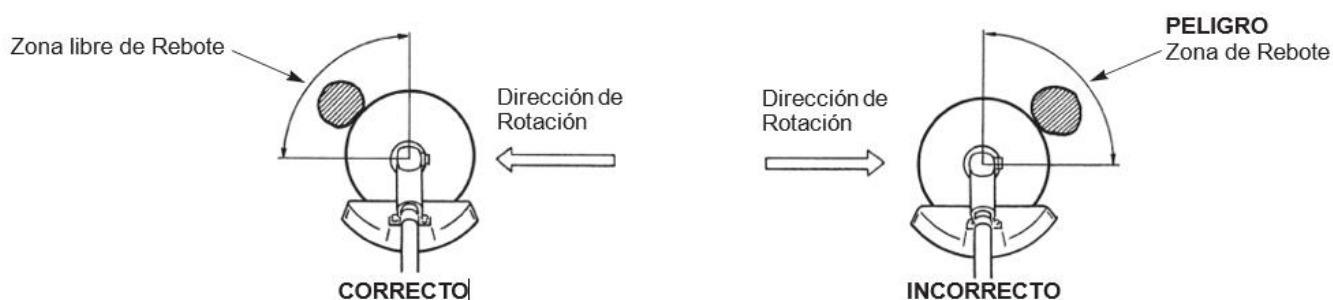 Zona libre de Rebote
Dirección de
Rotación
CORRECTO
PELIGRO
Zona de Rebote
Dirección de
Rotación
INCORRECTO